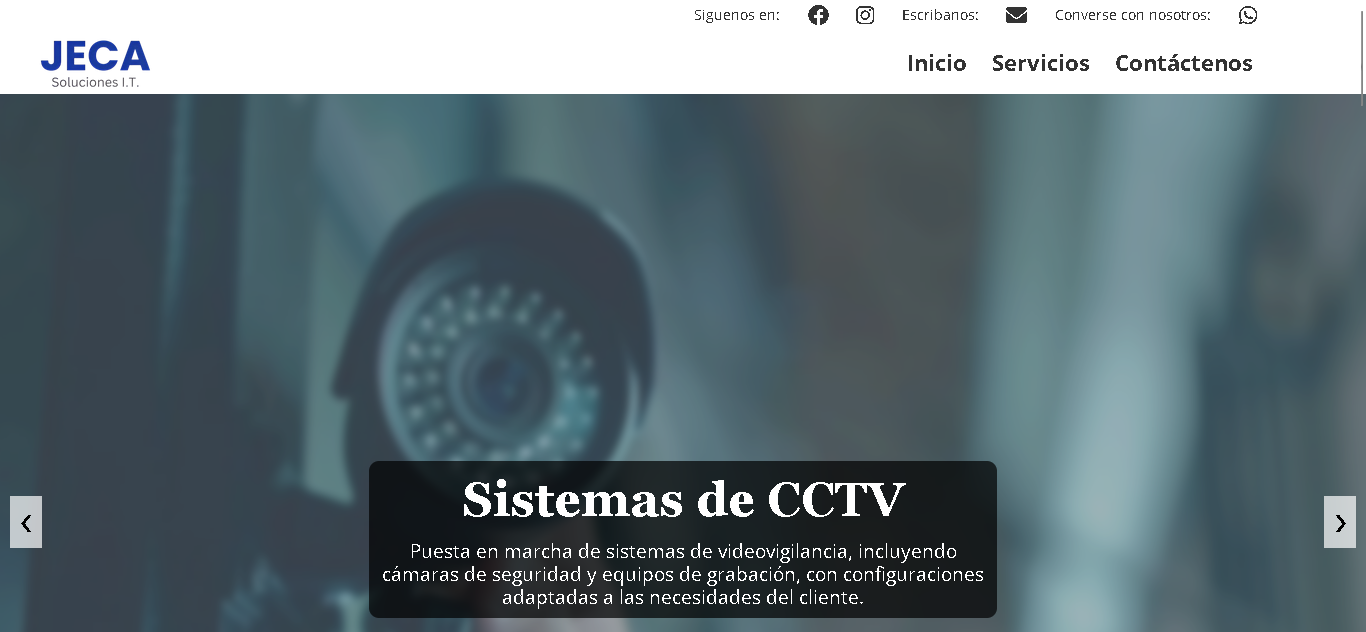 Siguenos en:
Escribanos:
Converse con nosotros:
JECA
Soluciones I.T.
Inicio
Servicios
Contáctenos
Sistemas de CCTV
Puesta en marcha de sistemas de videovigilancia, incluyendo
cámaras de seguridad y equipos de grabación, con configuraciones
adaptadas a las necesidades del cliente.